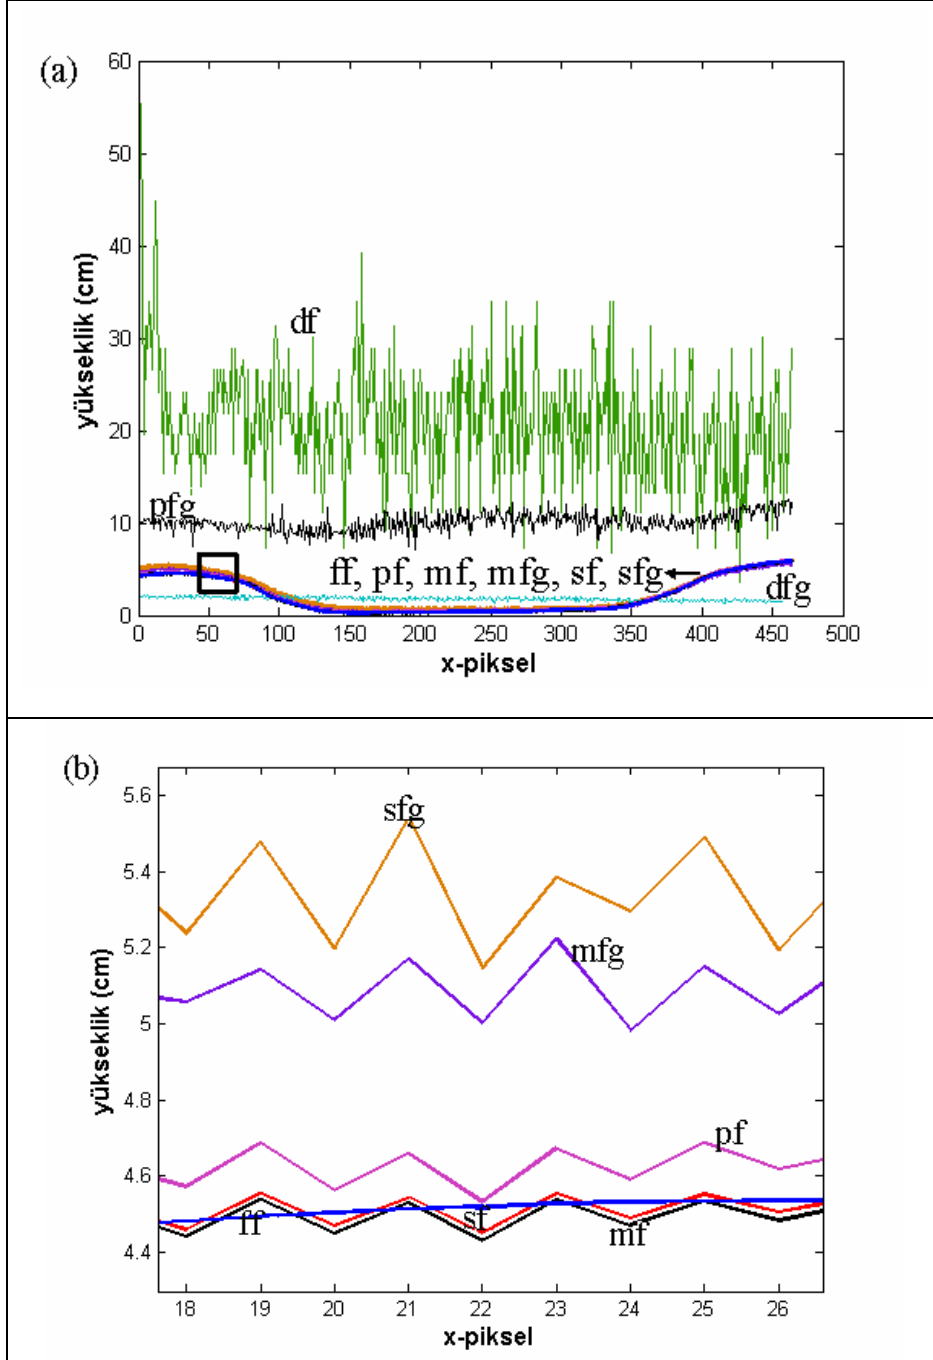 (a)
60
50
40
30
20
10
0
yükseklik (cm)
df
pfg
ff, pf, mf, mfg, sf, sfg
dfg
0 50 100 150 200 250 300 350 400 450 500
x-piksel
(b)
5.6
5.4
5.2
5
4.8
4.6
4.4
yükseklik (cm)
sfg
mfg
pf
ff
sf
mf
18 19 20 21 22 23 24 25 26
x-piksel